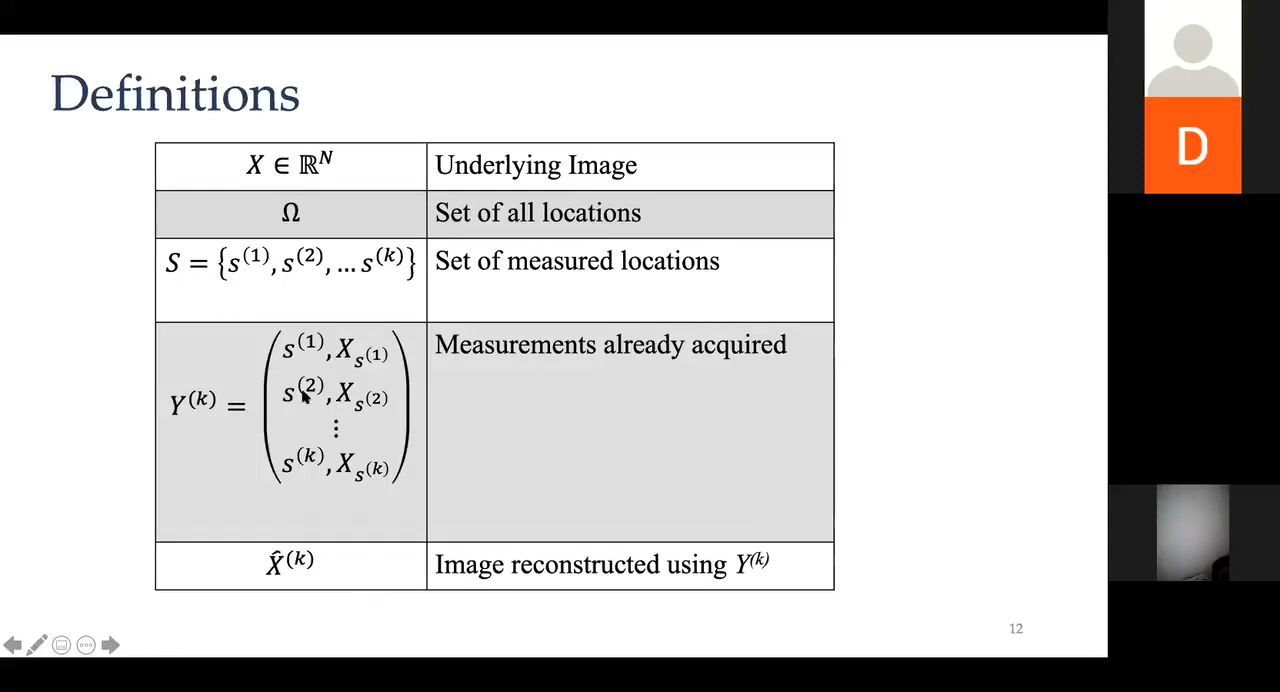 Definitions
X ∈ ℝ^N Underlying Image
Ω Set of all locations
S = {s^(1), s^(2), … s^(k)} Set of measured locations
Y^(k) = ( s^(1), X_s^(1) Measurements already acquired
s^(2), X_s^(2)
⋮
s^(k), X_s^(k) )
X̂^(k) Image reconstructed using Y^(k)
12
D